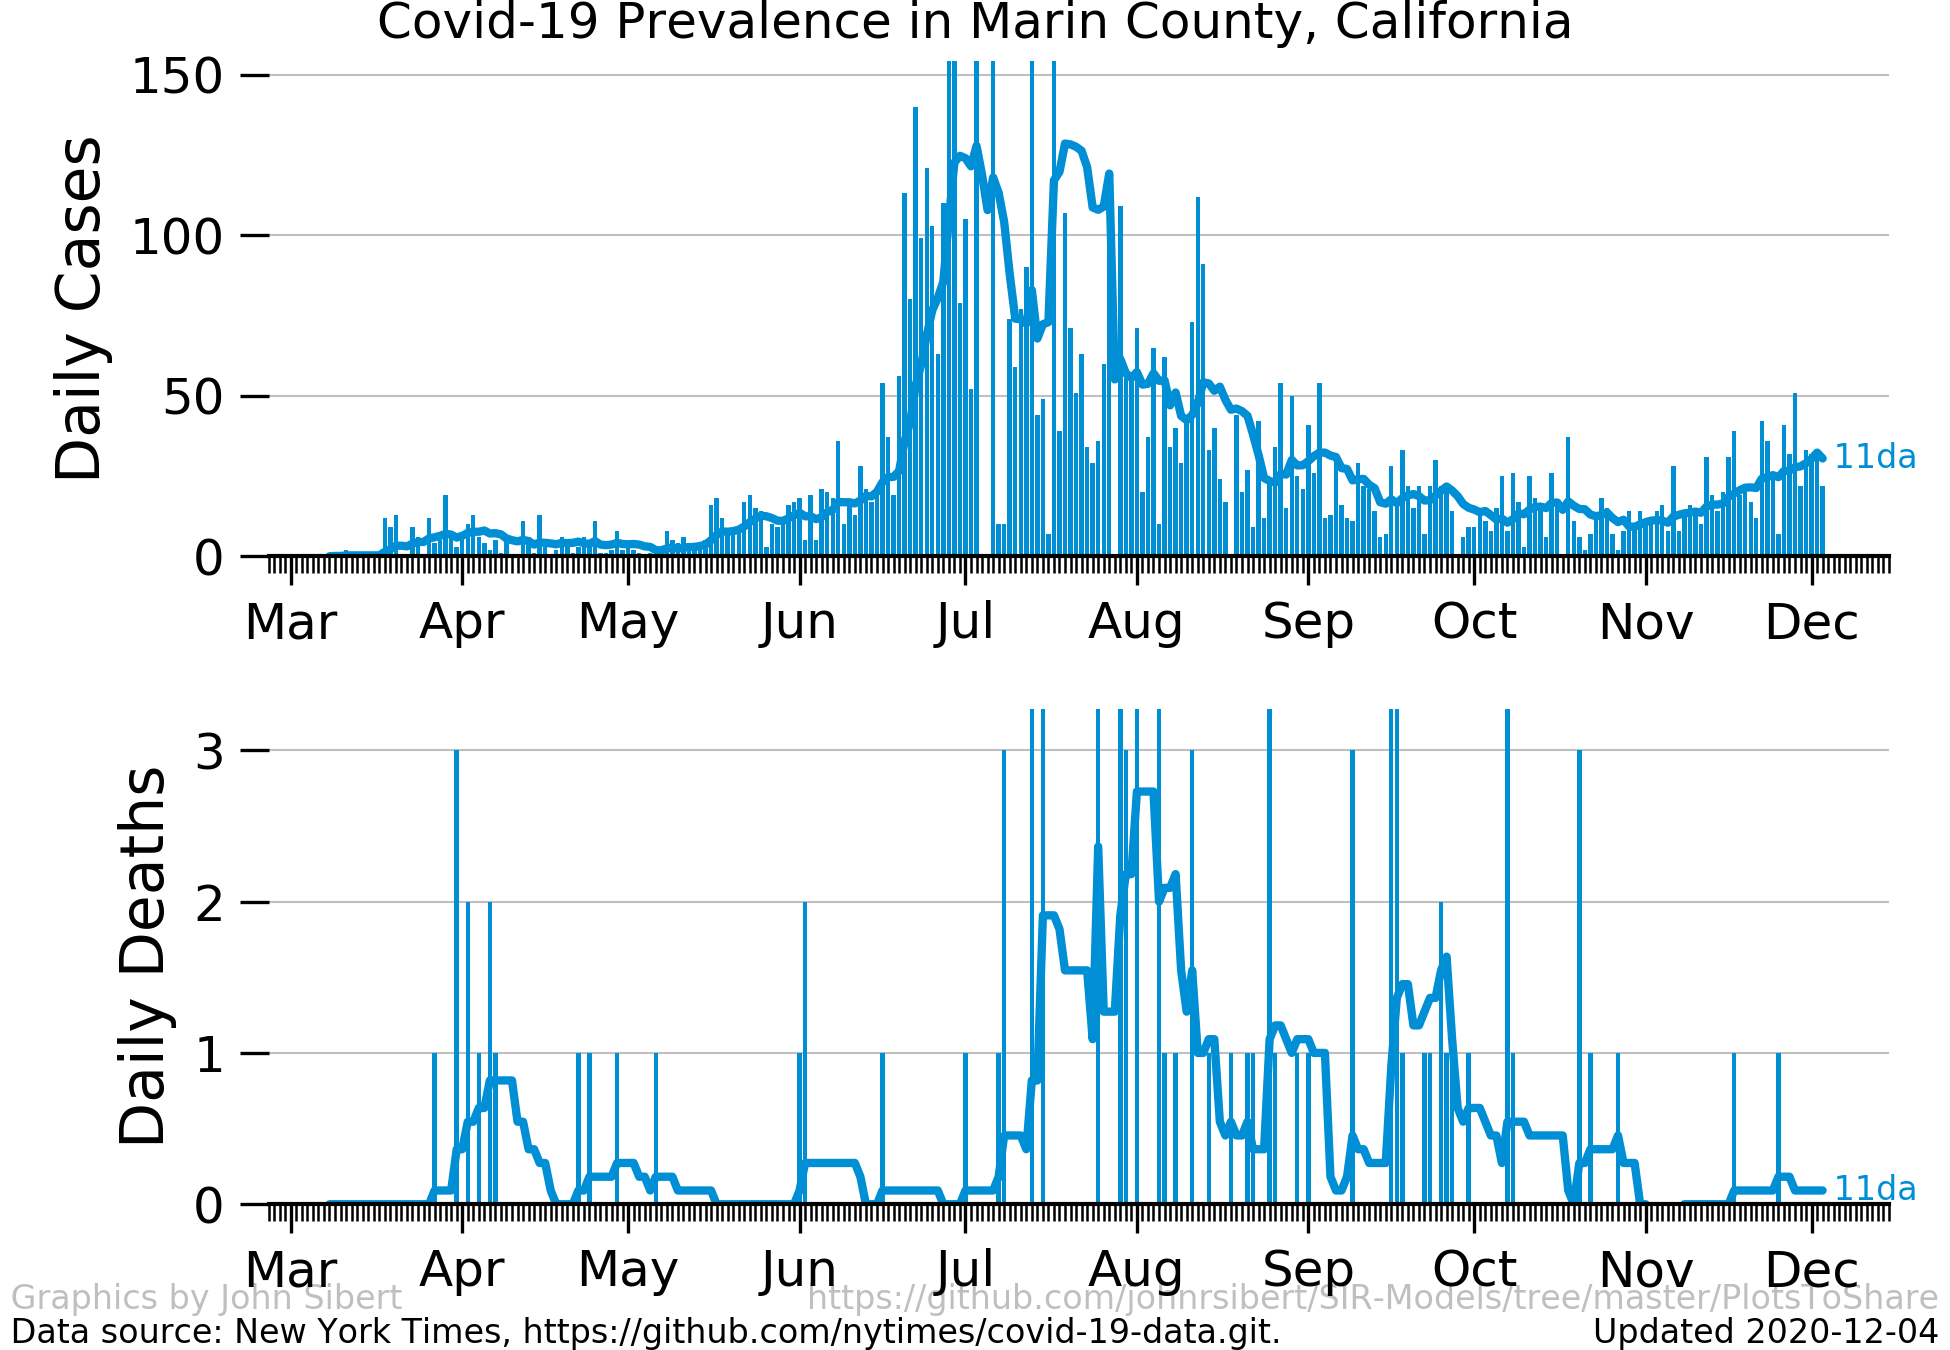 Covid-19 Prevalence in Marin County, California
Daily Cases
150
100
50
0
11da
Mar Apr May Jun Jul Aug Sep Oct Nov Dec
Daily Deaths
3
2
1
0
11da
Mar Apr May Jun Jul Aug Sep Oct Nov Dec
Graphics by John Sibert https://github.com/johnrsibert/SIR-Models/tree/master/PlotsToShare
Data source: New York Times, https://github.com/nytimes/covid-19-data.git. Updated 2020-12-04